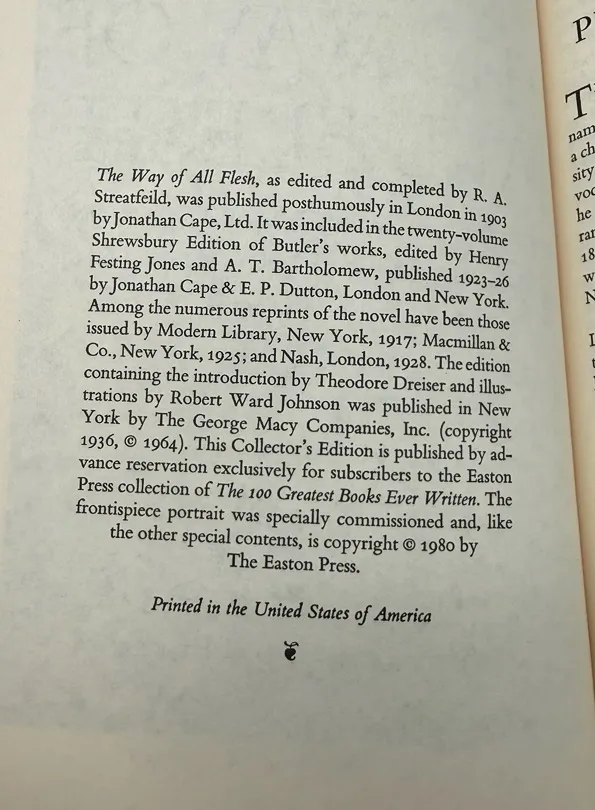 The Way of All Flesh, as edited and completed by R. A.
Streatfeild, was published posthumously in London in 1903
by Jonathan Cape, Ltd. It was included in the twenty-volume
Shrewsbury Edition of Butler's works, edited by Henry
Festing Jones and A. T. Bartholomew, published 1923–26
by Jonathan Cape & E. P. Dutton, London and New York.
Among the numerous reprints of the novel have been those
issued by Modern Library, New York, 1917; Macmillan &
Co., New York, 1925; and Nash, London, 1928. The edition
containing the introduction by Theodore Dreiser and illus-
trations by Robert Ward Johnson was published in New
York by The George Macy Companies, Inc. (copyright
1936, © 1964). This Collector's Edition is published by ad-
vance reservation exclusively for subscribers to the Easton
Press collection of The 100 Greatest Books Ever Written. The
frontispiece portrait was specially commissioned and, like
the other special contents, is copyright © 1980 by
The Easton Press.
Printed in the United States of America